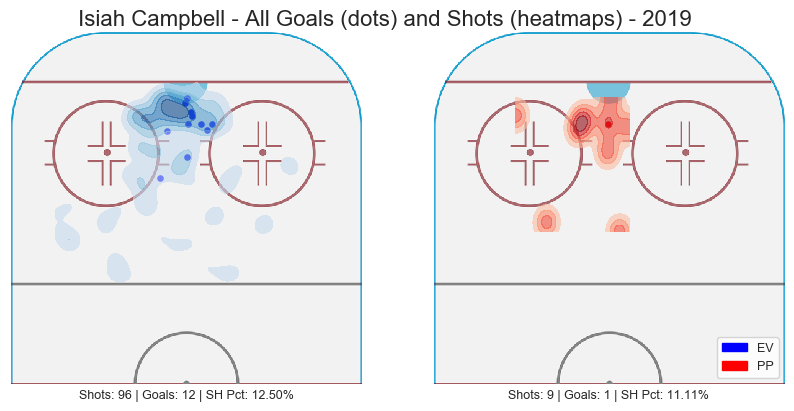 Isiah Campbell - All Goals (dots) and Shots (heatmaps) - 2019
EV
PP
Shots: 96 | Goals: 12 | SH Pct: 12.50%
Shots: 9 | Goals: 1 | SH Pct: 11.11%